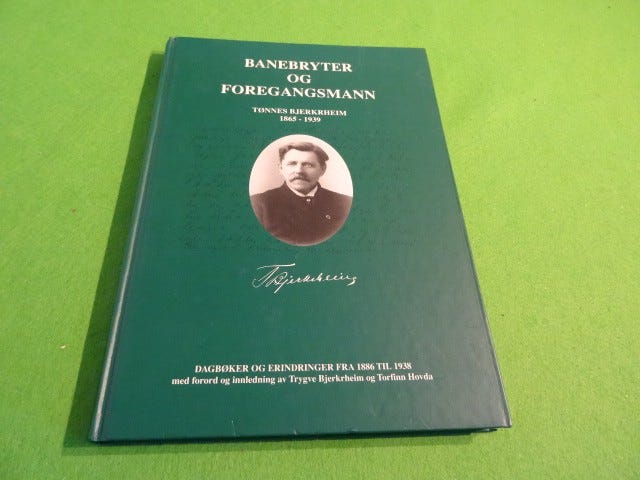 BANEBRYTER
OG
FOREGANGSMANN
TØNNES BJERKRHEIM
1865 - 1939
TBjerkrheim
DAGBØKER OG ERINDRINGER FRA 1886 TIL 1938
med forord og innledning av Trygve Bjerkrheim og Torfinn Hovda